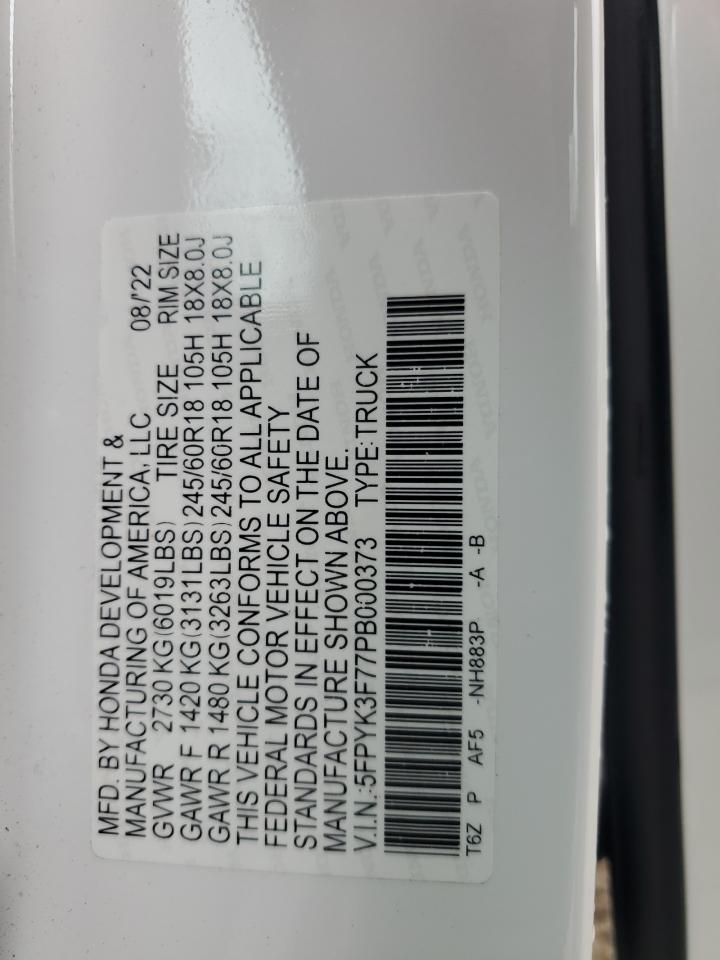 MFD. BY HONDA DEVELOPMENT &
MANUFACTURING OF AMERICA, LLC 08/'22
GVWR 2730 KG(6019LBS) TIRE SIZE RIM SIZE
GAWR F 1420 KG(3131LBS)245/60R18 105H 18X8.0J
GAWR R 1480 KG(3263LBS)245/60R18 105H 18X8.0J
THIS VEHICLE CONFORMS TO ALL APPLICABLE
FEDERAL MOTOR VEHICLE SAFETY
STANDARDS IN EFFECT ON THE DATE OF
MANUFACTURE SHOWN ABOVE.
V.I.N.:5FPYK3F77PB000373 TYPE:TRUCK
T6Z P AF5 -NH883P -A -B